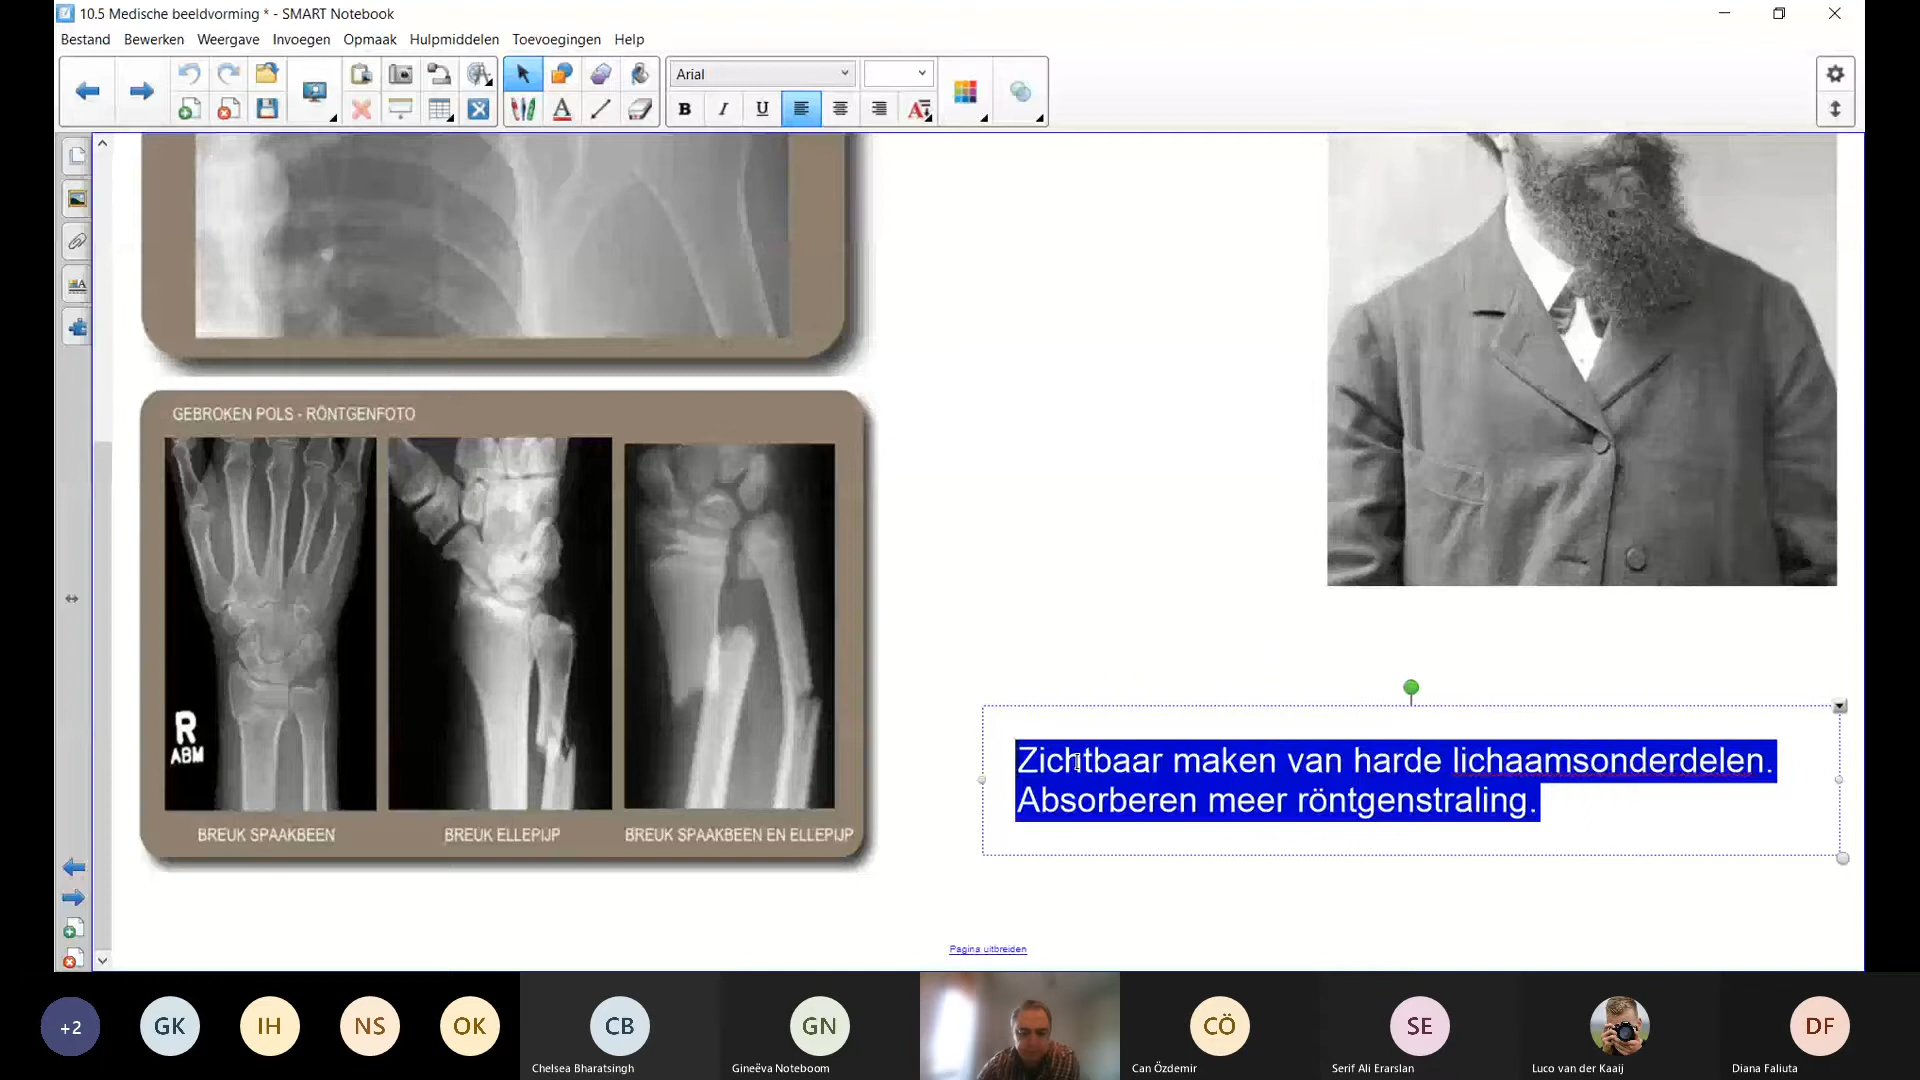 10.5 Medische beeldvorming * - SMART Notebook
Bestand Bewerken Weergave Invoegen Opmaak Hulpmiddelen Toevoegingen Help
Arial
B I U A
GEBROKEN POLS - RÖNTGENFOTO
R
ABM
BREUK SPAAKBEEN BREUK ELLEPIJP BREUK SPAAKBEEN EN ELLEPIJP
Zichtbaar maken van harde lichaamsonderdelen.
Absorberen meer röntgenstraling.
Pagina uitbreiden
+2 GK IH NS OK CB GN CÖ SE DF
Chelsea Bharatsingh Gineëva Noteboom Can Özdemir Serif Ali Erarslan Luco van der Kaaij Diana Faliuta